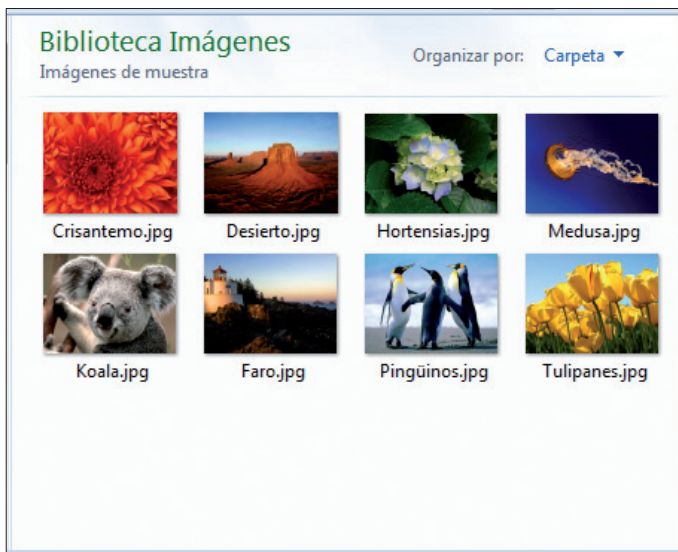 Biblioteca Imágenes
Imágenes de muestra
Organizar por: Carpeta
Crisantemo.jpg
Desierto.jpg
Hortensias.jpg
Medusa.jpg
Koala.jpg
Faro.jpg
Pingüinos.jpg
Tulipanes.jpg